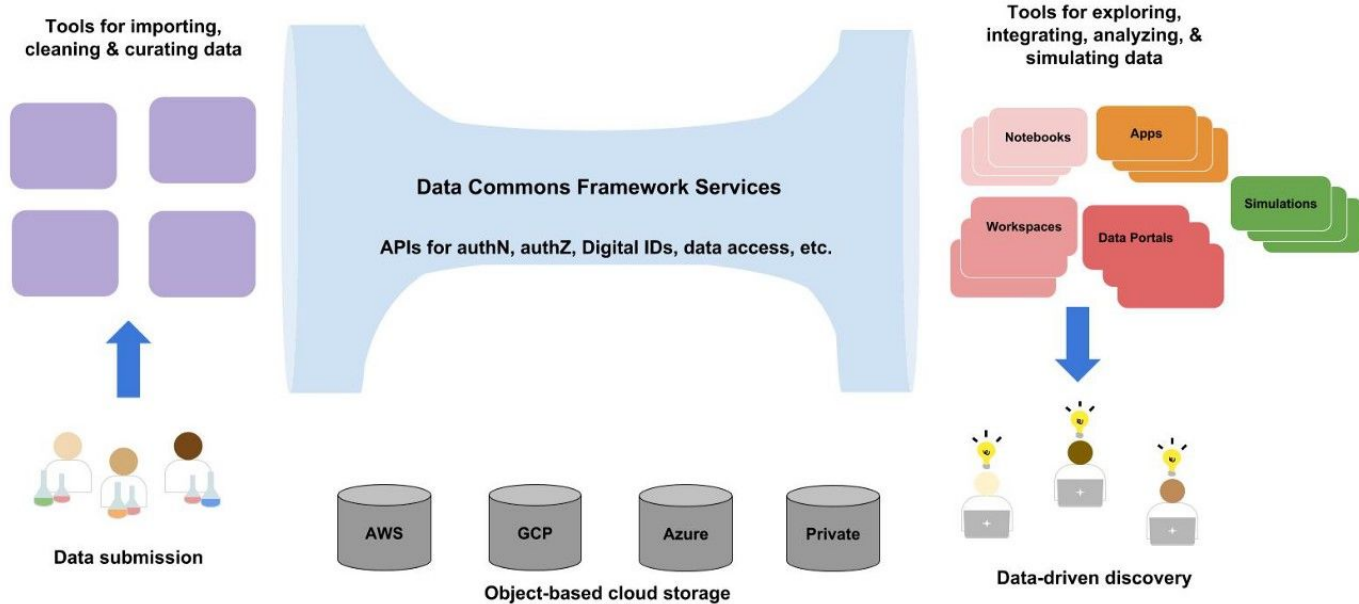 Tools for importing,
cleaning & curating data
Data submission
Data Commons Framework Services
APIs for authN, authZ, Digital IDs, data access, etc.
AWS
GCP
Azure
Private
Object-based cloud storage
Tools for exploring,
integrating, analyzing, &
simulating data
Notebooks
Apps
Simulations
Workspaces
Data Portals
Data-driven discovery